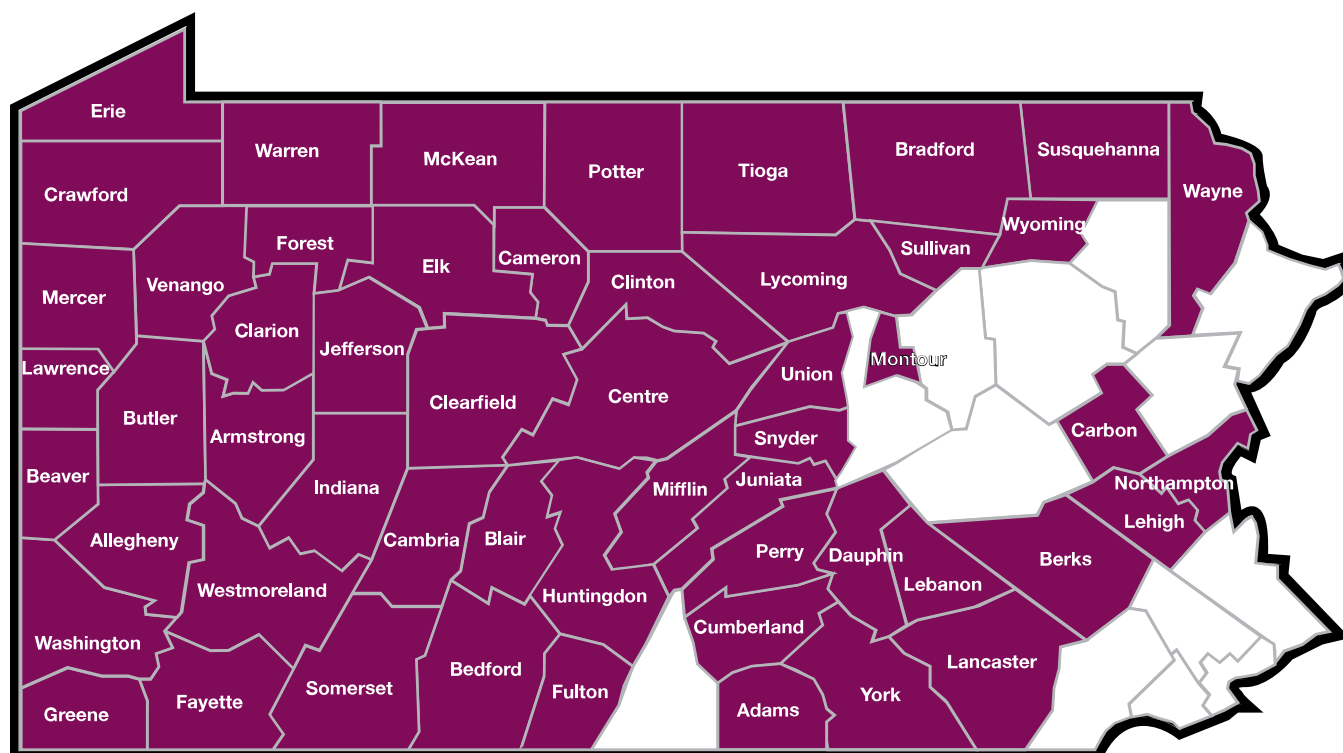 Erie
Warren
McKean
Potter
Tioga
Bradford
Susquehanna
Crawford
Wayne
Forest
Wyoming
Venango
Elk
Cameron
Sullivan
Mercer
Clinton
Lycoming
Clarion
Jefferson
Lawrence
Montour
Union
Butler
Clearfield
Centre
Armstrong
Snyder
Carbon
Beaver
Indiana
Mifflin
Juniata
Northampton
Allegheny
Cambria
Blair
Perry
Dauphin
Lehigh
Westmoreland
Huntingdon
Lebanon
Berks
Washington
Cumberland
Bedford
Lancaster
Greene
Fayette
Somerset
Fulton
Adams
York